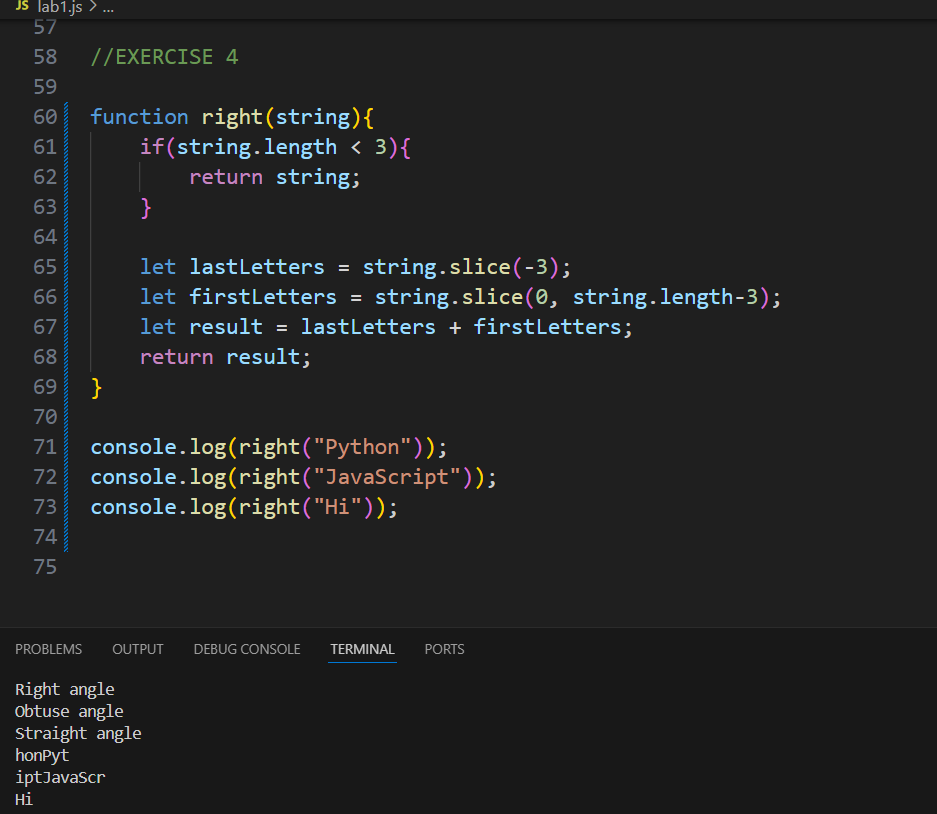 JS lab1.js > ...
57
58 //EXERCISE 4
59
60 function right(string){
61     if(string.length < 3){
62         return string;
63     }
64
65     let lastLetters = string.slice(-3);
66     let firstLetters = string.slice(0, string.length-3);
67     let result = lastLetters + firstLetters;
68     return result;
69 }
70
71 console.log(right("Python"));
72 console.log(right("JavaScript"));
73 console.log(right("Hi"));
74
75
PROBLEMS OUTPUT DEBUG CONSOLE TERMINAL PORTS
Right angle
Obtuse angle
Straight angle
honPyt
iptJavaScr
Hi